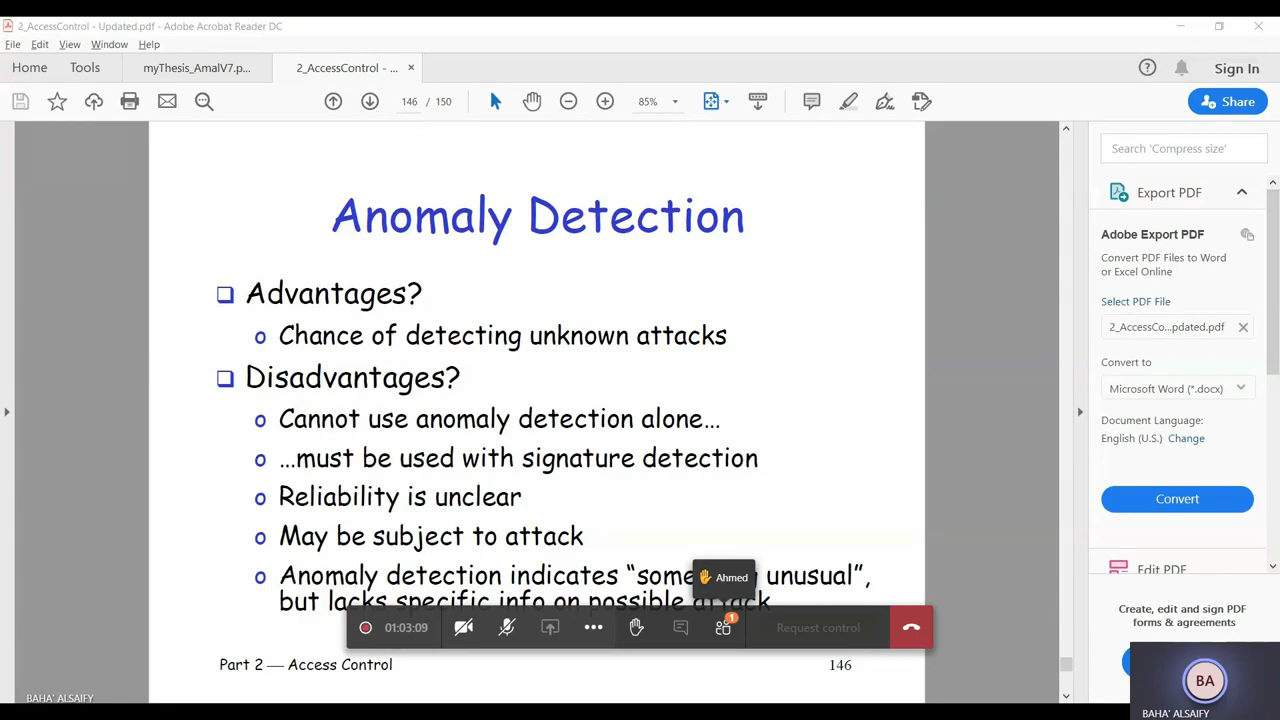 2_AccessControl - Updated.pdf - Adobe Acrobat Reader DC
File Edit View Window Help
Home Tools myThesis_AmalV7.p... 2_AccessControl - ... × Sign In
146 / 150 85% Share
Anomaly Detection
Advantages?
Chance of detecting unknown attacks
Disadvantages?
Cannot use anomaly detection alone…
…must be used with signature detection
Reliability is unclear
May be subject to attack
Anomaly detection indicates “some unusual”,
but lacks specific info on possible attack
Ahmed
01:03:09 1 Request control
Part 2 — Access Control 146
BAHA' ALSAIFY
Search 'Compress size'
Export PDF
Adobe Export PDF
Convert PDF Files to Word
or Excel Online
Select PDF File
2_AccessCo...pdated.pdf
Convert to
Microsoft Word (*.docx)
Document Language:
English (U.S.) Change
Convert
Edit PDF
Create, edit and sign PDF
forms & agreements
BA
BAHA' ALSAIFY